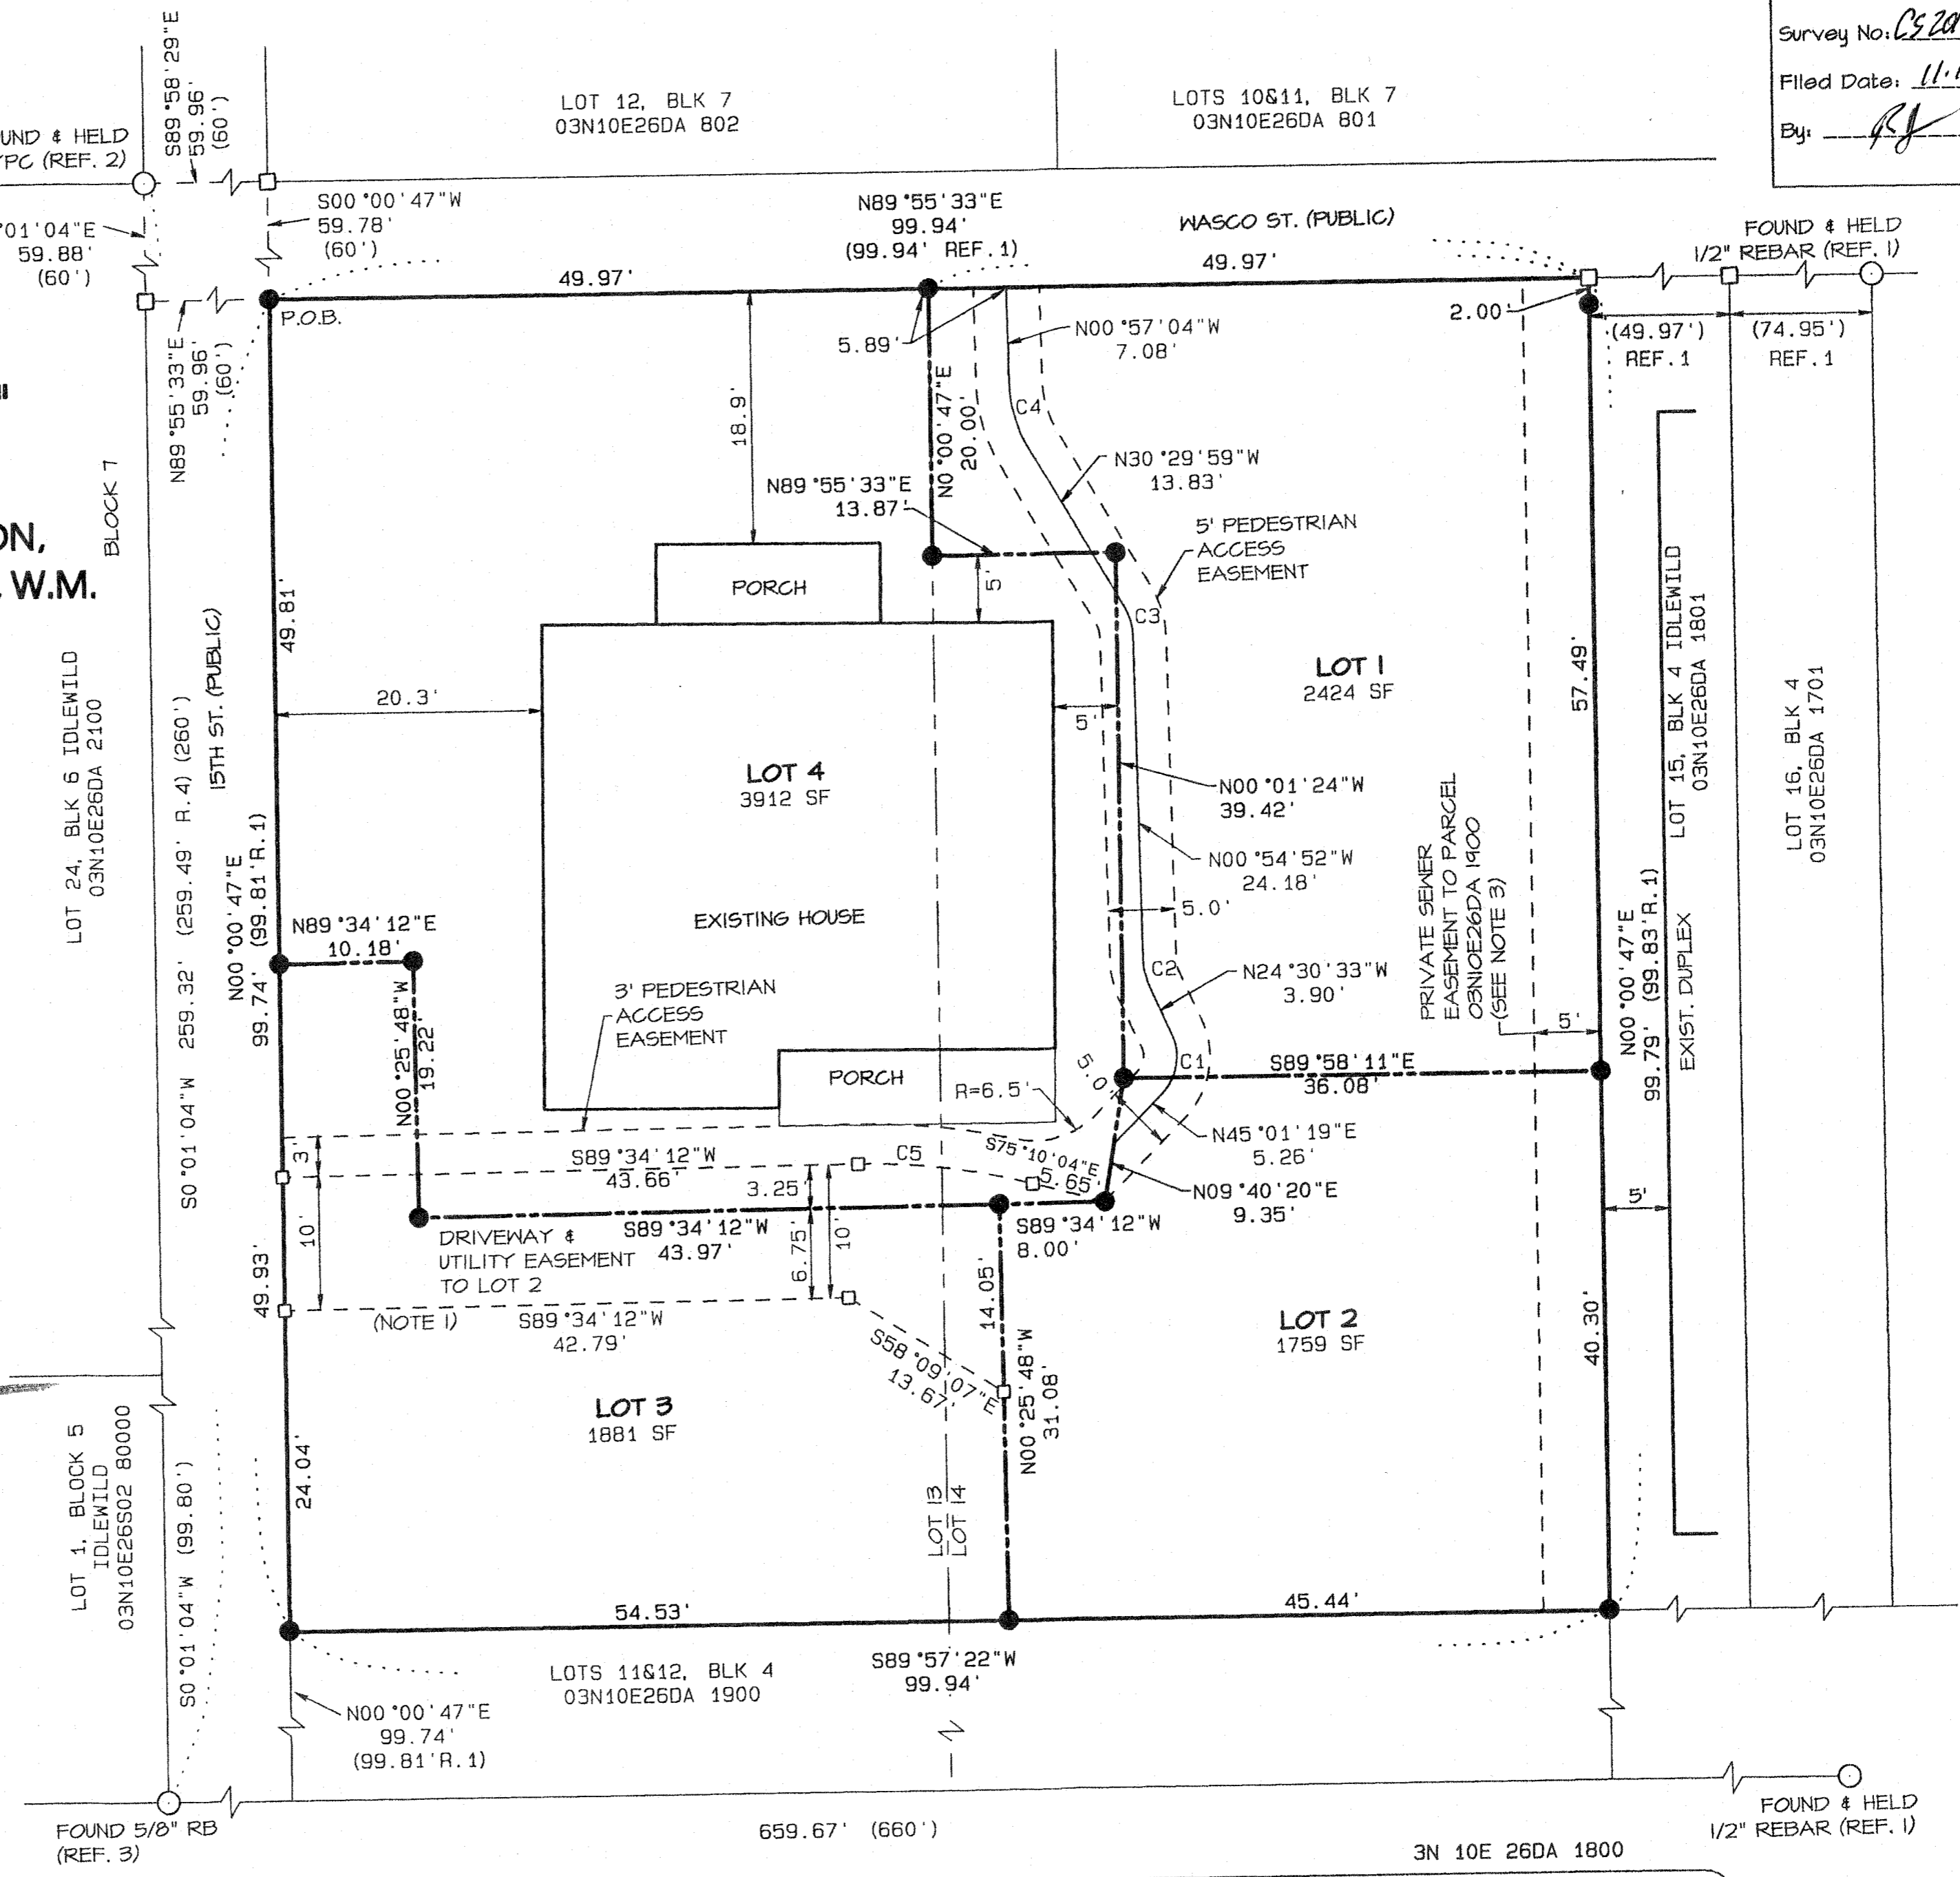 Survey No:
Filed Date:
By:
LOT 12, BLK 7
03N10E26DA 802
LOTS 10&11, BLK 7
03N10E26DA 801
S89°58'29"E
59.96'
(60')
& HELD
(REF. 2)
S00°00'47"W
59.78'
(60')
59.88'
(60')
N89°55'33"E
99.94'
(99.94' REF.1)
WASCO ST. (PUBLIC)
FOUND & HELD
1/2" REBAR (REF. 1)
49.97'
49.97'
P.O.B.
2.00'
(49.97')
REF.1
(74.95')
REF.1
N89°55'33"E
59.96'
(60')
5.89'
N00°57'04"W
7.08'
C4
18.9'
N0°00'47"E
20.00'
N30°29'59"W
13.83'
N89°55'33"E
13.87'
5' PEDESTRIAN
ACCESS
EASEMENT
W.M.
BLOCK 7
PORCH
5'
C3
49.81'
15TH ST. (PUBLIC)
LOT 24, BLK 6 IDLEWILD
03N10E26DA 2100
20.3'
5'
LOT 1
2424 SF
57.49'
LOT 15, BLK 4 IDLEWILD
03N10E26DA 1801
LOT 16, BLK 4
03N10E26DA 1701
LOT 4
3912 SF
N00°01'24"W
39.42'
S0°01'04"W 259.32' (259.49' R.4) (260')
N00°54'52"W
24.18'
PRIVATE SEWER
EASEMENT TO PARCEL
03N10E26DA 1900
(SEE NOTE 3)
N00°00'47"E
99.74' (99.81'R.1)
EXISTING HOUSE
5.0'
N89°34'12"E
10.18'
C2
N24°30'33"W
3.90'
N00°00'47"E
99.79' (99.83'R.1)
EXIST. DUPLEX
3' PEDESTRIAN
ACCESS
EASEMENT
N00°25'48"W
19.22'
5'
PORCH
R=6.5'
5.0'
C1
S89°58'11"E
36.08'
3'
S89°34'12"W
43.66'
C5
S75°10'04"E
5.65'
N45°01'19"E
5.26'
3.25'
N09°40'20"E
9.35'
5'
DRIVEWAY &
UTILITY EASEMENT
TO LOT 2
S89°34'12"W
43.97'
6.75'
10'
S89°34'12"W
8.00'
10'
49.93'
(NOTE 1)
S89°34'12"W
42.79'
14.05'
S58°09'07"E
13.67'
N00°25'48"W
31.08'
LOT 2
1759 SF
40.30'
LOT 3
1881 SF
24.04'
LOT 1, BLOCK 5
IDLEWILD
03N10E26S02 80000
S0°01'04"W (99.80')
LOT 13
LOT 14
54.53'
45.44'
LOTS 11&12, BLK 4
03N10E26DA 1900
S89°57'22"W
99.94'
N00°00'47"E
99.74'
(99.81'R.1)
FOUND 5/8" RB
(REF. 3)
659.67' (660')
FOUND & HELD
1/2" REBAR (REF. 1)
3N 10E 26DA 1800